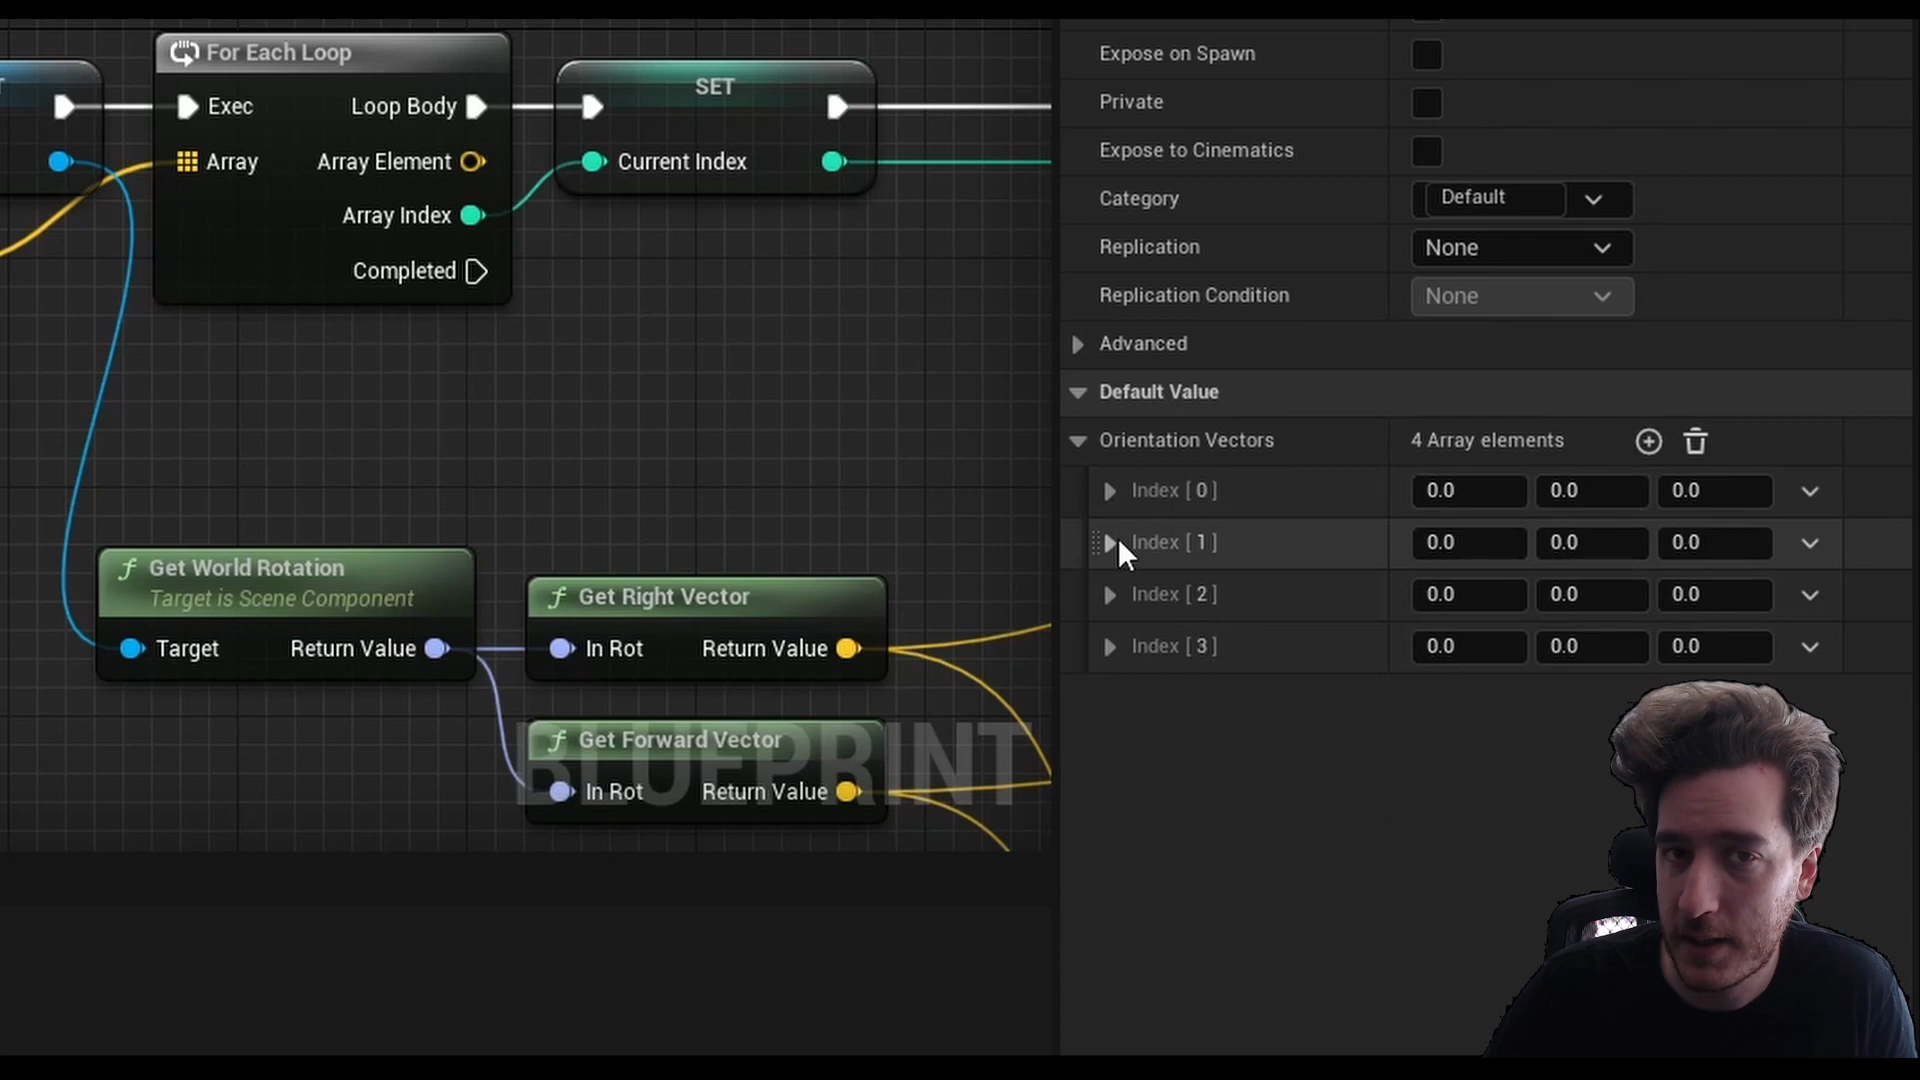 For Each Loop
Exec
Loop Body
Array
Array Element
Array Index
Completed
SET
Current Index
Get World Rotation
Target is Scene Component
Target
Return Value
Get Right Vector
In Rot
Return Value
Get Forward Vector
In Rot
Return Value
BLUEPRINT
Expose on Spawn
Private
Expose to Cinematics
Category
Default
Replication
None
Replication Condition
None
Advanced
Default Value
Orientation Vectors
4 Array elements
Index [ 0 ]
0.0
0.0
0.0
Index [ 1 ]
0.0
0.0
0.0
Index [ 2 ]
0.0
0.0
0.0
Index [ 3 ]
0.0
0.0
0.0